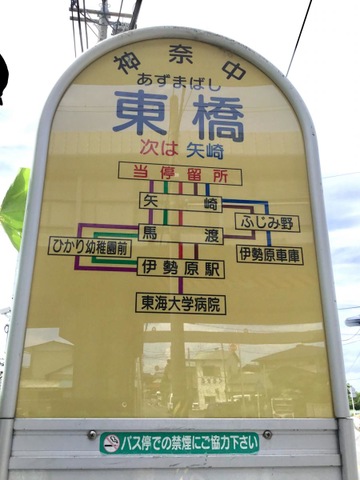 神奈中
あずまばし
東橋
次は 矢崎
当停留所
矢崎
ふじみ野
馬渡
ひかり幼稚園前
伊勢原車庫
伊勢原駅
東海大学病院
バス停での禁煙にご協力下さい